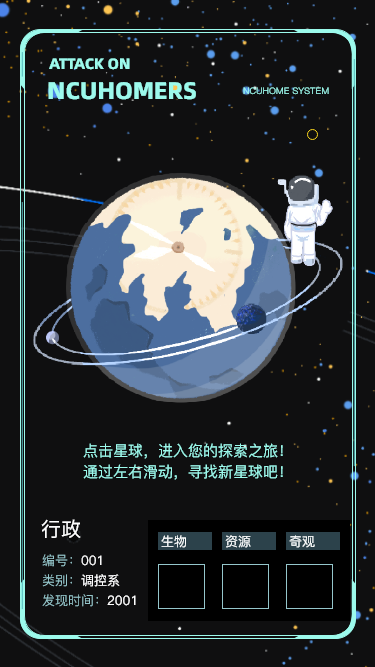 ATTACK ON
NCUHOMERS
NCUHOME SYSTEM
点击星球，进入您的探索之旅！
通过左右滑动，寻找新星球吧！
行政
编号：001
类别：调控系
发现时间：2001
生物
资源
奇观